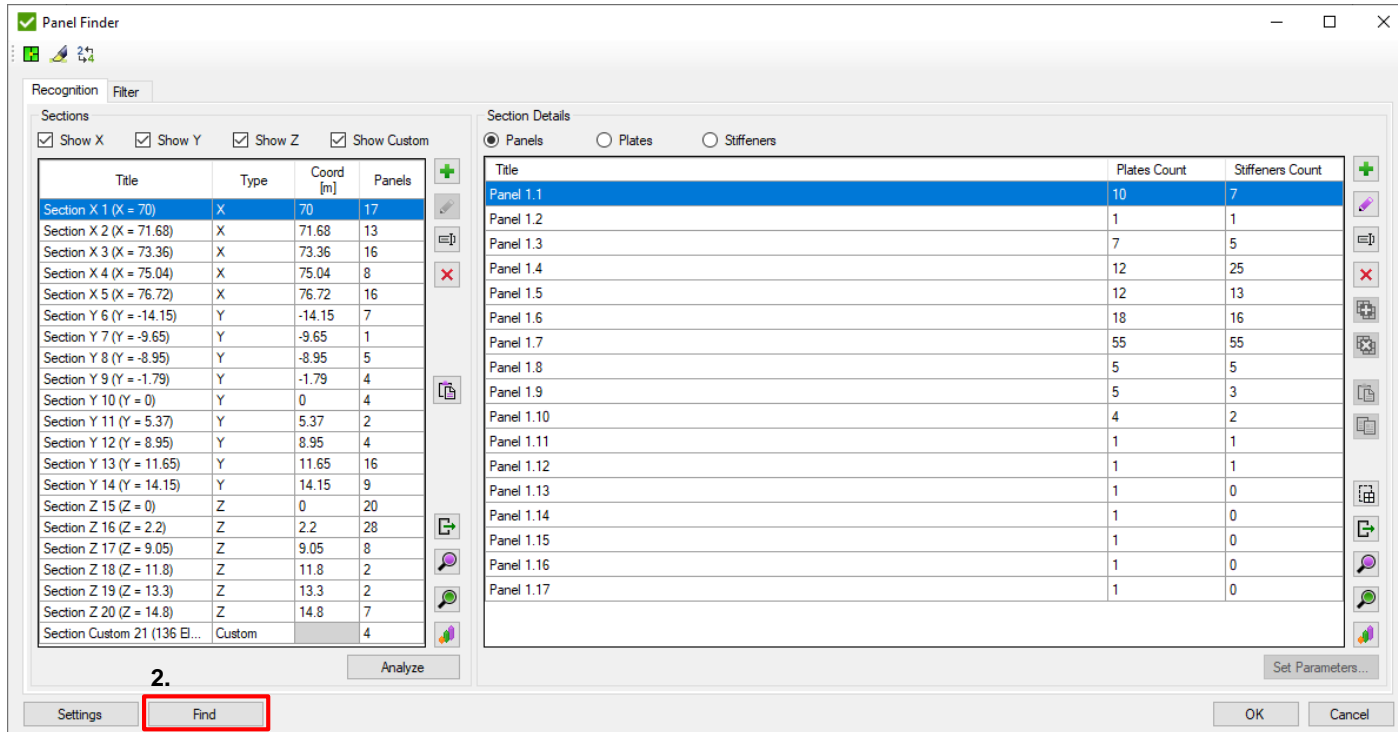 Panel Finder
Recognition Filter
Sections
Show X Show Y Show Z Show Custom
Title Type Coord [m] Panels
Section X 1 (X = 70) X 70 17
Section X 2 (X = 71.68) X 71.68 13
Section X 3 (X = 73.36) X 73.36 16
Section X 4 (X = 75.04) X 75.04 8
Section X 5 (X = 76.72) X 76.72 16
Section Y 6 (Y = -14.15) Y -14.15 7
Section Y 7 (Y = -9.65) Y -9.65 1
Section Y 8 (Y = -8.95) Y -8.95 5
Section Y 9 (Y = -1.79) Y -1.79 4
Section Y 10 (Y = 0) Y 0 4
Section Y 11 (Y = 5.37) Y 5.37 2
Section Y 12 (Y = 8.95) Y 8.95 4
Section Y 13 (Y = 11.65) Y 11.65 16
Section Y 14 (Y = 14.15) Y 14.15 9
Section Z 15 (Z = 0) Z 0 20
Section Z 16 (Z = 2.2) Z 2.2 28
Section Z 17 (Z = 9.05) Z 9.05 8
Section Z 18 (Z = 11.8) Z 11.8 2
Section Z 19 (Z = 13.3) Z 13.3 2
Section Z 20 (Z = 14.8) Z 14.8 7
Section Custom 21 (136 El... Custom 4
Analyze
Section Details
Panels Plates Stiffeners
Title Plates Count Stiffeners Count
Panel 1.1 10 7
Panel 1.2 1 1
Panel 1.3 7 5
Panel 1.4 12 25
Panel 1.5 12 13
Panel 1.6 18 16
Panel 1.7 55 55
Panel 1.8 5 5
Panel 1.9 5 3
Panel 1.10 4 2
Panel 1.11 1 1
Panel 1.12 1 1
Panel 1.13 1 0
Panel 1.14 1 0
Panel 1.15 1 0
Panel 1.16 1 0
Panel 1.17 1 0
Set Parameters...
2.
Settings Find OK Cancel